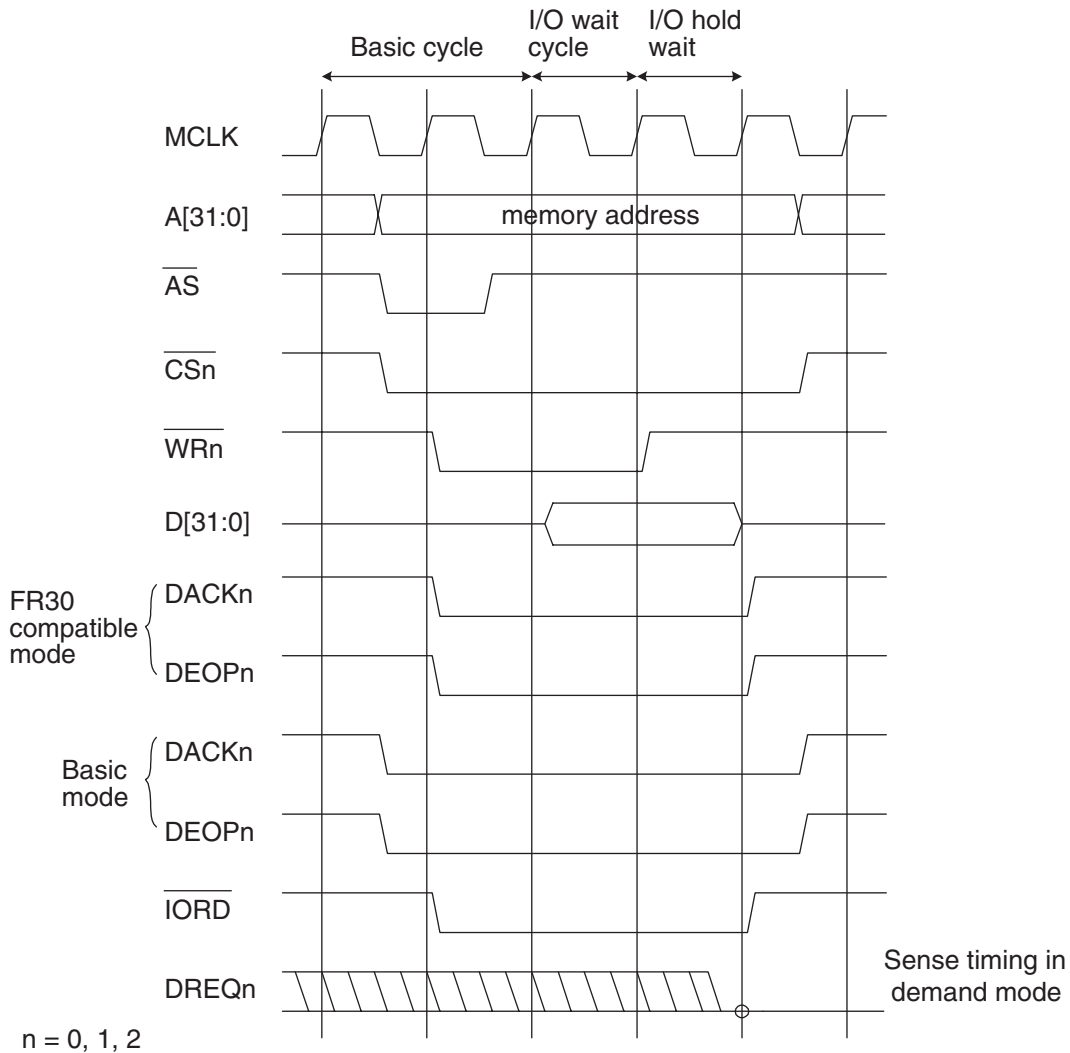 Basic cycle
I/O wait
cycle
I/O hold
wait
MCLK
A[31:0]
memory address
AS
CSn
WRn
D[31:0]
FR30
compatible
mode
DACKn
DEOPn
Basic
mode
DACKn
DEOPn
IORD
DREQn
Sense timing in
demand mode
n = 0, 1, 2